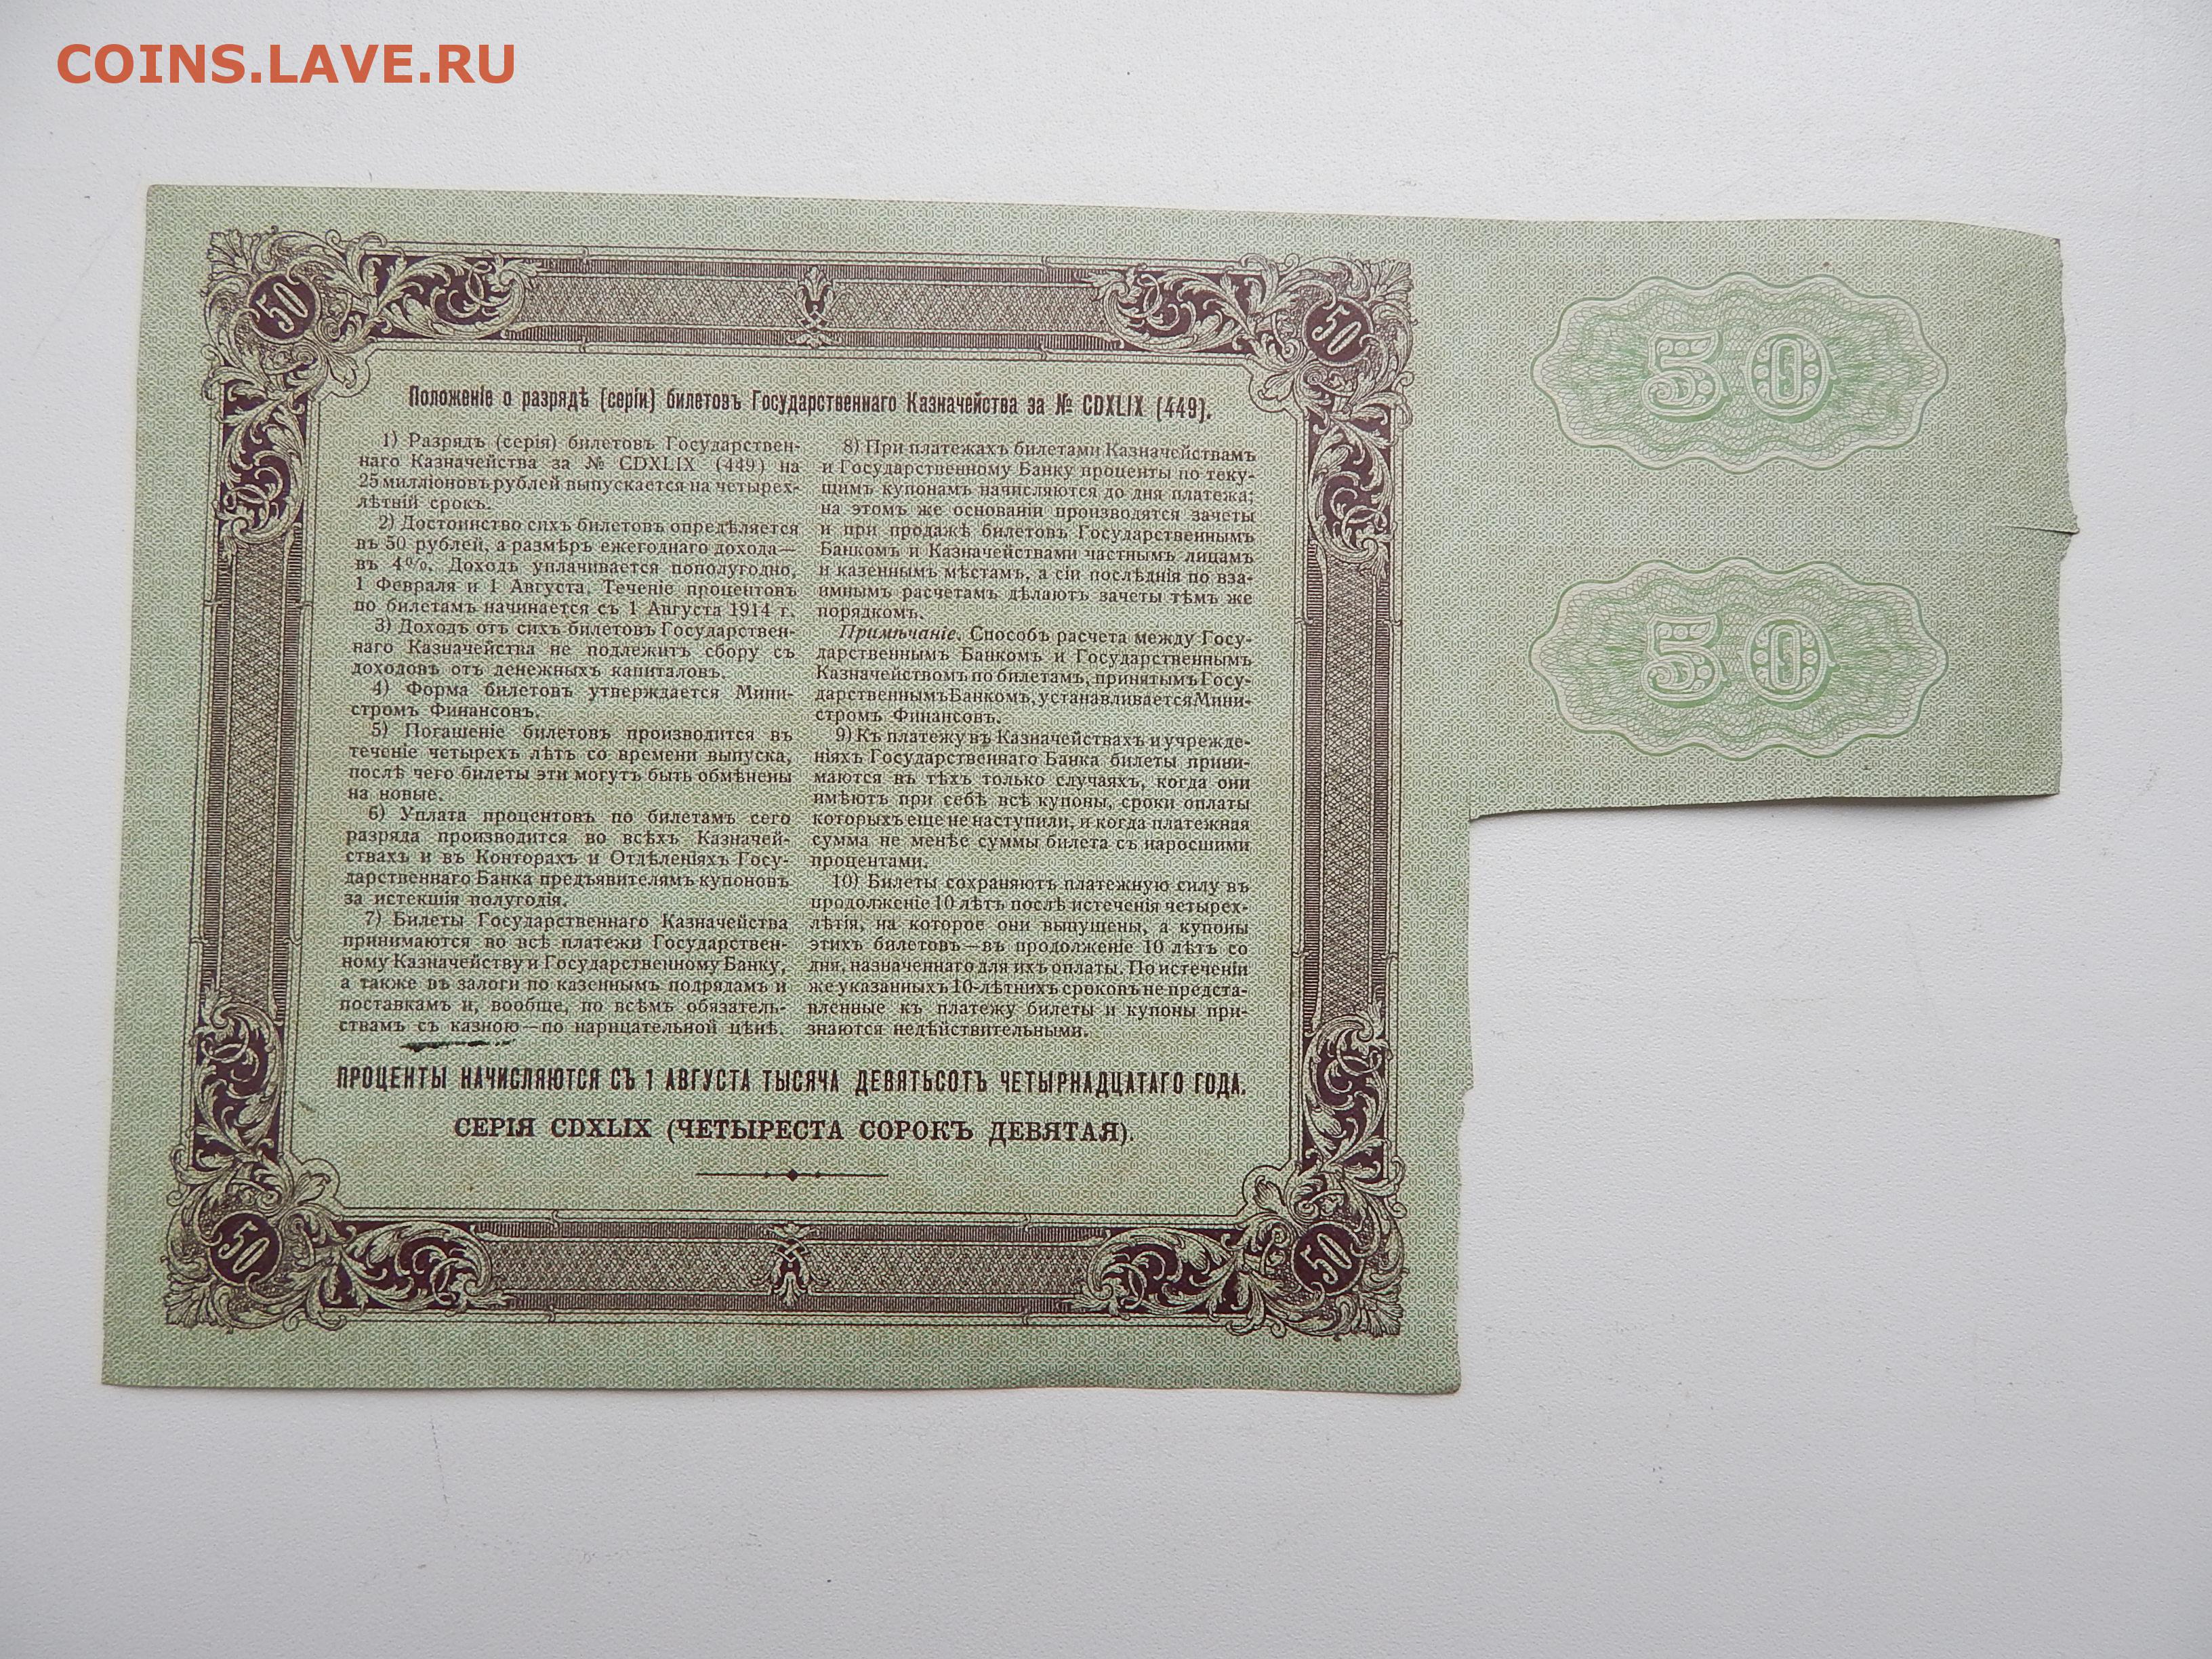 COINS.LAVE.RU
50
50
Положеніе о разрядѣ (серіи) билетовъ Государственнаго Казначейства за № CDXLIX (449).
1) Разрядъ (серія) билетовъ Государствен-
наго Казначейства за № CDXLIX (449) на
25 милліоновъ рублей выпускается на четырех-
лѣтній срокъ.
2) Достоинство сихъ билетовъ опредѣляется
въ 50 рублей, а размѣръ ежегоднаго дохода—
въ 4%. Доходъ уплачивается пополугодно,
1 Февраля и 1 Августа. Теченіе процентовъ
по билетамъ начинается съ 1 Августа 1914 г.
3) Доходъ отъ сихъ билетовъ Государствен-
наго Казначейства не подлежитъ сбору съ
доходовъ отъ денежныхъ капиталовъ.
4) Форма билетовъ утверждается Мини-
стромъ Финансовъ.
5) Погашеніе билетовъ производится въ
теченіе четырехъ лѣтъ со времени выпуска,
послѣ чего билеты эти могутъ быть обмѣнены
на новые.
6) Уплата процентовъ по билетамъ сего
разряда производится во всѣхъ Казначей-
ствахъ и въ Конторахъ и Отдѣленіяхъ Госу-
дарственнаго Банка предъявителямъ купоновъ
за истекшія полугодія.
7) Билеты Государственнаго Казначейства
принимаются во всѣ платежи Государствен-
ному Казначейству и Государственному Банку,
а также въ залоги по казеннымъ подрядамъ и
поставкамъ и, вообще, по всѣмъ обязатель-
ствамъ съ казною—по нарицательной цѣнѣ.
8) При платежахъ билетами Казначействамъ
и Государственному Банку проценты по теку-
щимъ купонамъ начисляются до дня платежа;
на этомъ же основаніи производятся зачеты
и при продажѣ билетовъ Государственнымъ
Банкомъ и Казначействами частнымъ лицамъ
и казеннымъ мѣстамъ, а сіи послѣднія по вза-
имнымъ расчетамъ дѣлаютъ зачеты тѣмъ же
порядкомъ.
Примѣчаніе. Способъ расчета между Госу-
дарственнымъ Банкомъ и Государственнымъ
Казначействомъ по билетамъ, принятымъ Госу-
дарственнымъ Банкомъ, устанавливается Мини-
стромъ Финансовъ.
9) Къ платежу въ Казначействахъ и учрежде-
ніяхъ Государственнаго Банка билеты прини-
маются въ тѣхъ только случаяхъ, когда они
имѣютъ при себѣ всѣ купоны, сроки оплаты
которыхъ еще не наступили, и когда платежная
сумма не менѣе суммы билета съ наросшими
процентами.
10) Билеты сохраняютъ платежную силу въ
продолженіе 10 лѣтъ послѣ истеченія четырех-
лѣтія, на которое они выпущены, а купоны
этихъ билетовъ—въ продолженіе 10 лѣтъ со
дня, назначеннаго для ихъ оплаты. По истеченіи
же указанныхъ 10-лѣтнихъ сроковъ не предста-
вленные къ платежу билеты и купоны при-
знаются недѣйствительными.
ПРОЦЕНТЫ НАЧИСЛЯЮТСЯ СЪ 1 АВГУСТА ТЫСЯЧА ДЕВЯТЬСОТЪ ЧЕТЫРНАДЦАТАГО ГОДА.
СЕРІЯ CDXLIX (ЧЕТЫРЕСТА СОРОКЪ ДЕВЯТАЯ).
50
50
50
50